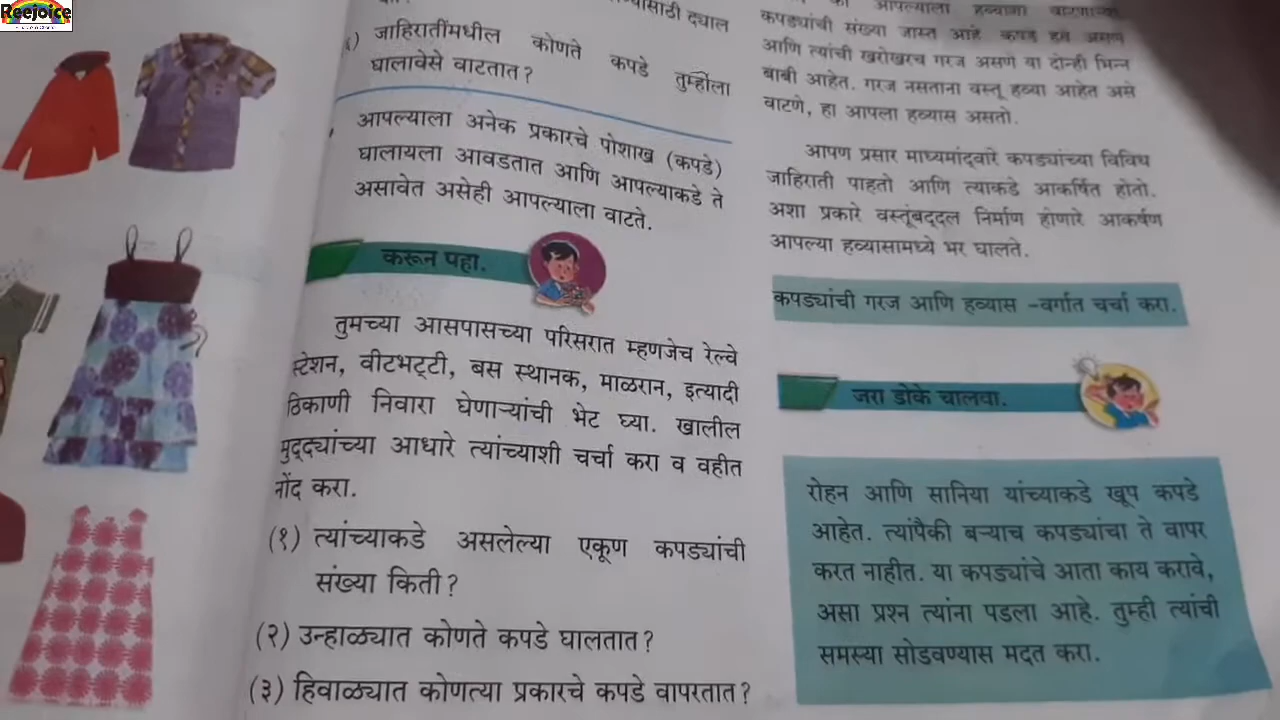 Reejoice
जाहिरातींमधील कोणते कपडे तुम्हांला
घालावेसे वाटतात?
आपल्याला अनेक प्रकारचे पोशाख (कपडे)
घालायला आवडतात आणि आपल्याकडे ते
असावेत असेही आपल्याला वाटते.
करून पहा.
तुमच्या आसपासच्या परिसरात म्हणजेच रेल्वे
स्टेशन, वीटभट्टी, बस स्थानक, माळरान, इत्यादी
ठिकाणी निवारा घेणाऱ्यांची भेट घ्या. खालील
मुद्द्यांच्या आधारे त्यांच्याशी चर्चा करा व वहीत
नोंद करा.
(१) त्यांच्याकडे असलेल्या एकूण कपड्यांची
संख्या किती?
(२) उन्हाळ्यात कोणते कपडे घालतात?
(३) हिवाळ्यात कोणत्या प्रकारचे कपडे वापरतात?
कपड्यांची संख्या जास्त आहे. कपडे हवे असणे
आणि त्यांची खरोखरच गरज असणे या दोन्ही भिन्न
बाबी आहेत. गरज नसताना वस्तू हव्या आहेत असे
वाटणे, हा आपला हव्यास असतो.
आपण प्रसार माध्यमांद्वारे कपड्यांच्या विविध
जाहिराती पाहतो आणि त्याकडे आकर्षित होतो.
अशा प्रकारे वस्तूंबद्दल निर्माण होणारे आकर्षण
आपल्या हव्यासामध्ये भर घालते.
कपड्यांची गरज आणि हव्यास -वर्गात चर्चा करा.
जरा डोके चालवा.
रोहन आणि सानिया यांच्याकडे खूप कपडे
आहेत. त्यांपैकी बऱ्याच कपड्यांचा ते वापर
करत नाहीत. या कपड्यांचे आता काय करावे,
असा प्रश्न त्यांना पडला आहे. तुम्ही त्यांची
समस्या सोडवण्यास मदत करा.